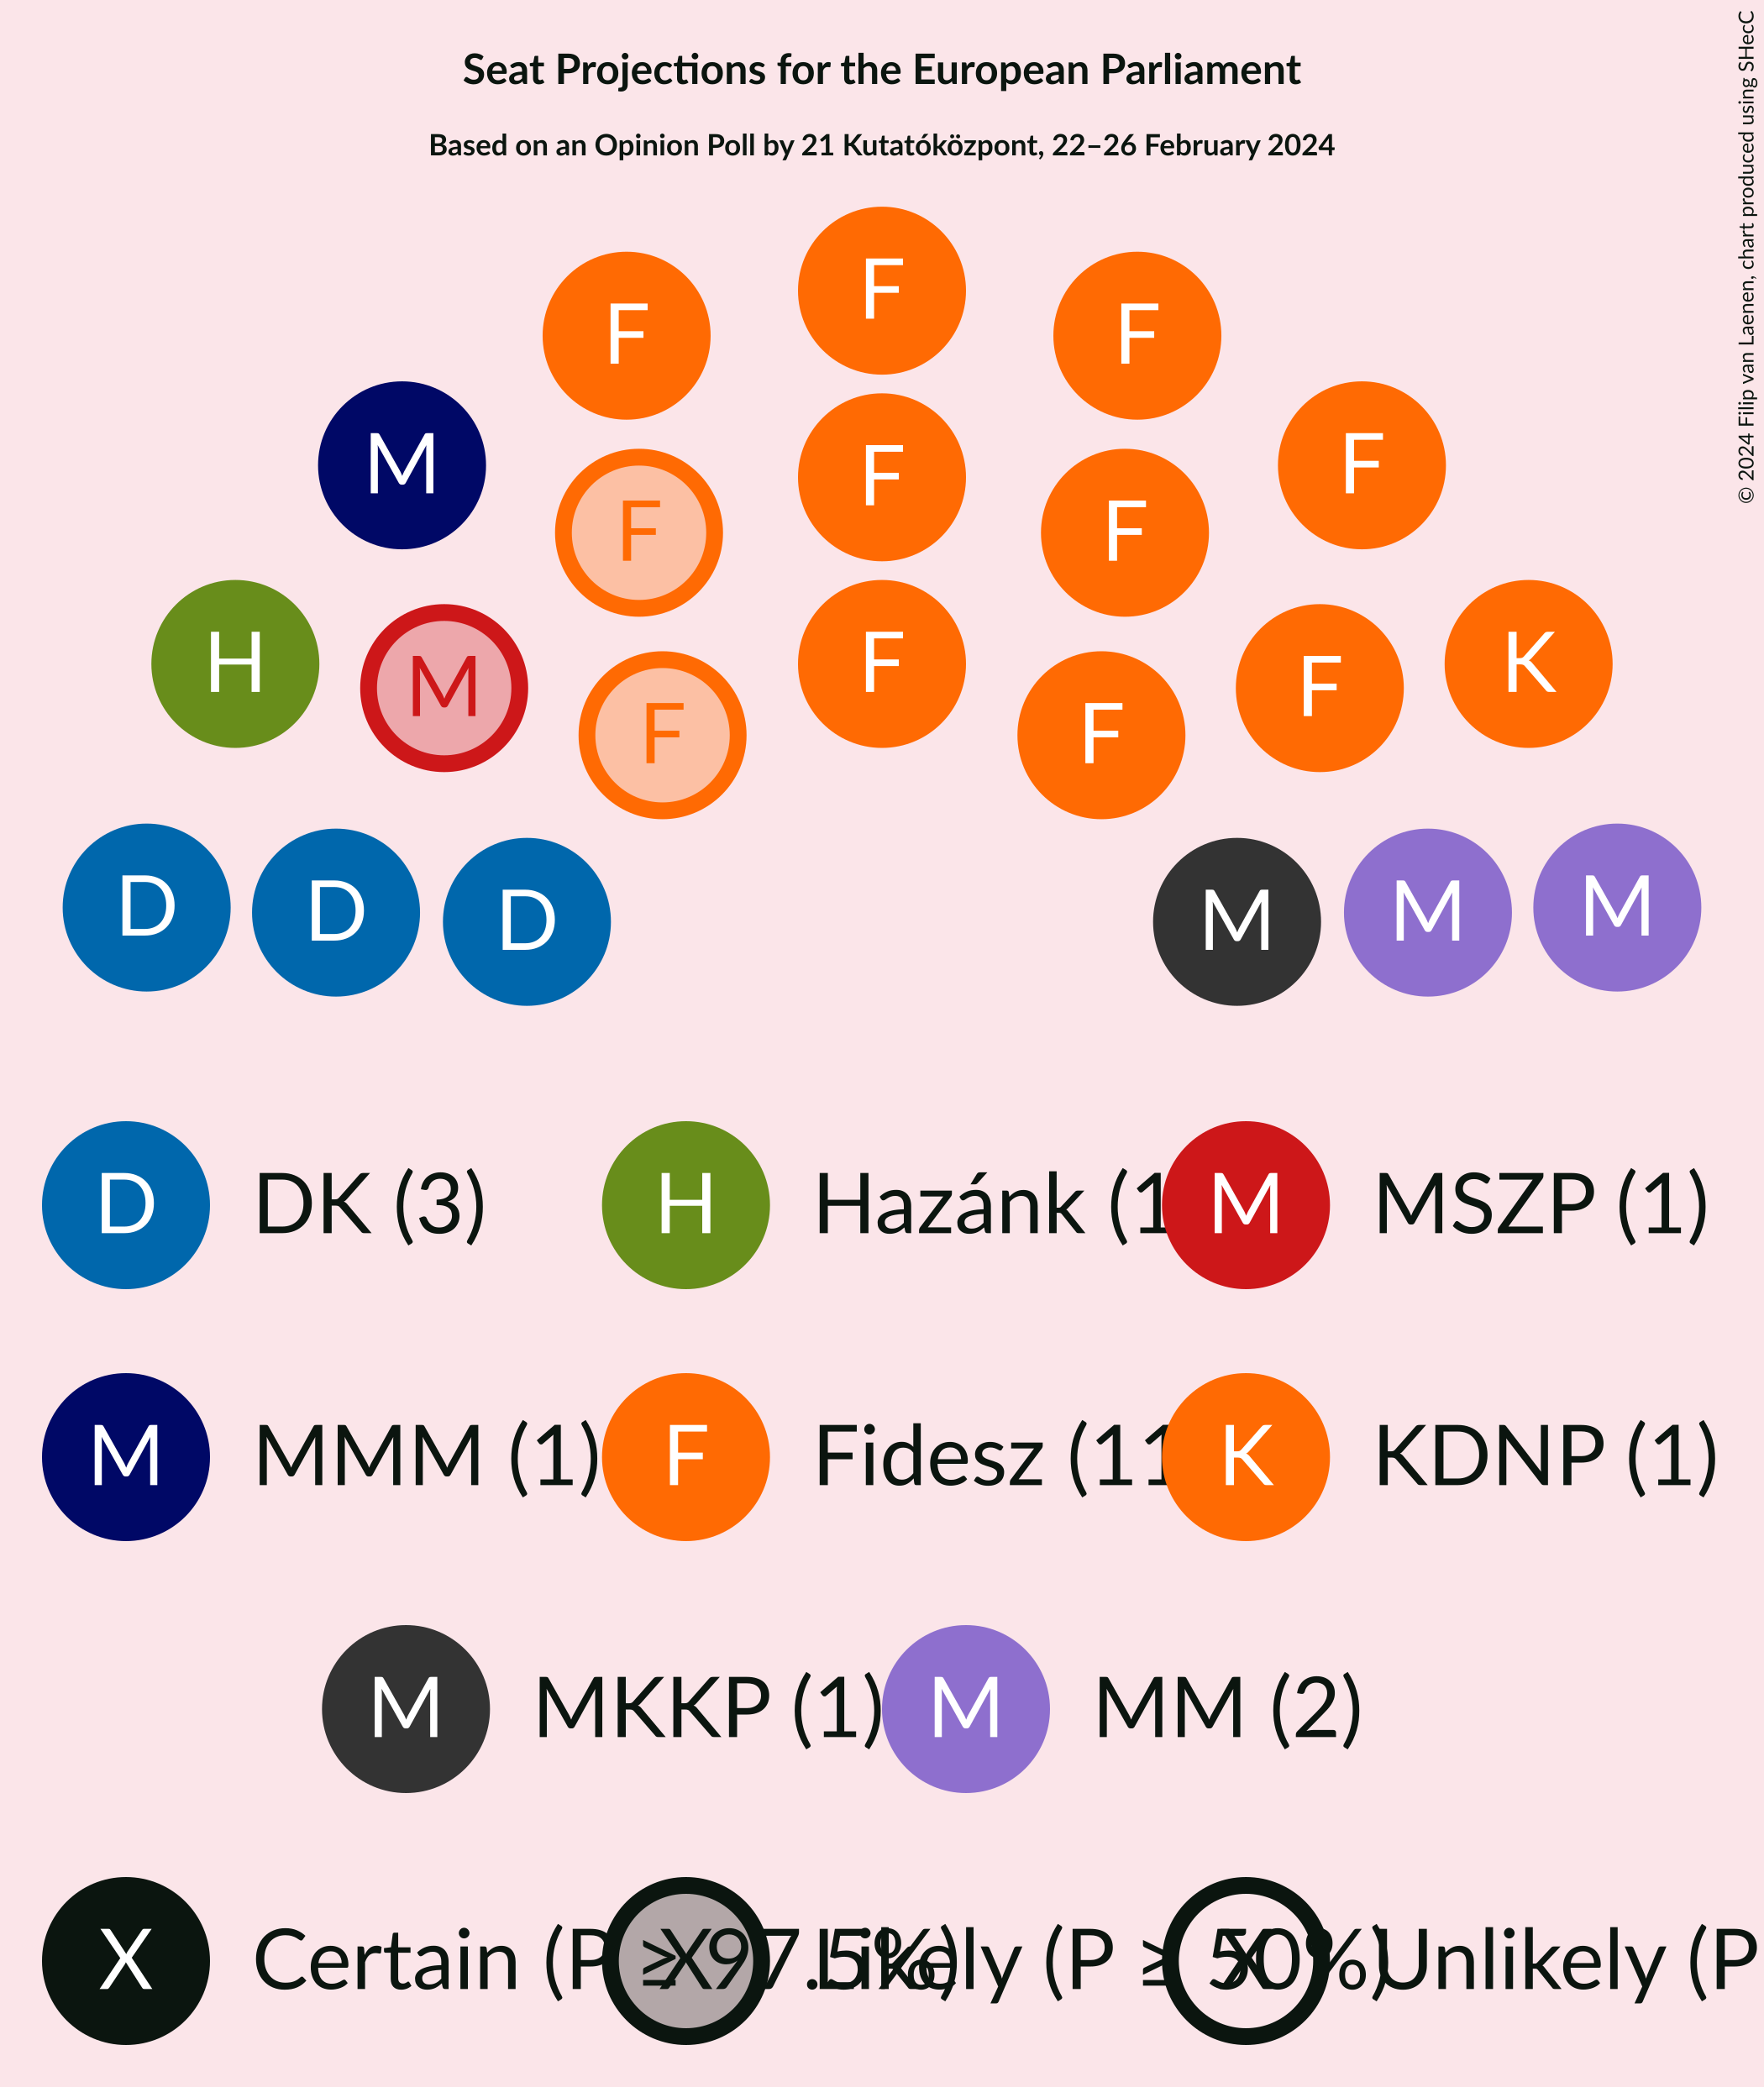 Seat Projections for the European Parliament
Based on an Opinion Poll by 21 Kutatóközpont, 22–26 February 2024
© 2024 Filip van Laenen, chart produced using SHecC
F
F F
M F F
F F
H F K
M F
F F
D D
D M M M
D DK (3) H Hazánk (1 M MSZP (1)
M MMM (1) F Fidesz (11 K KDNP (1)
M MKKP (1) M MM (2)
X Certain (P ≥ 97.5%) X Likely (P ≥ 50%) X Unlikely (P